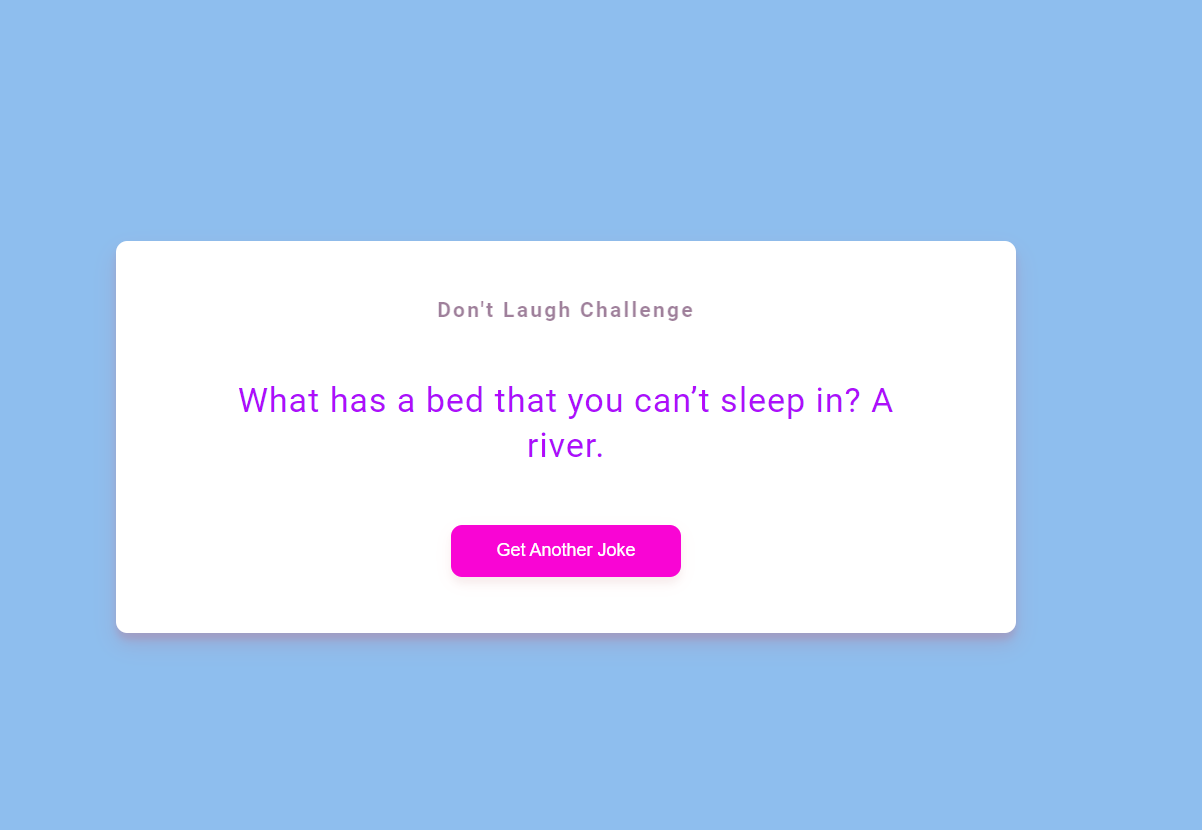 Don't Laugh Challenge
What has a bed that you can’t sleep in? A
river.
Get Another Joke